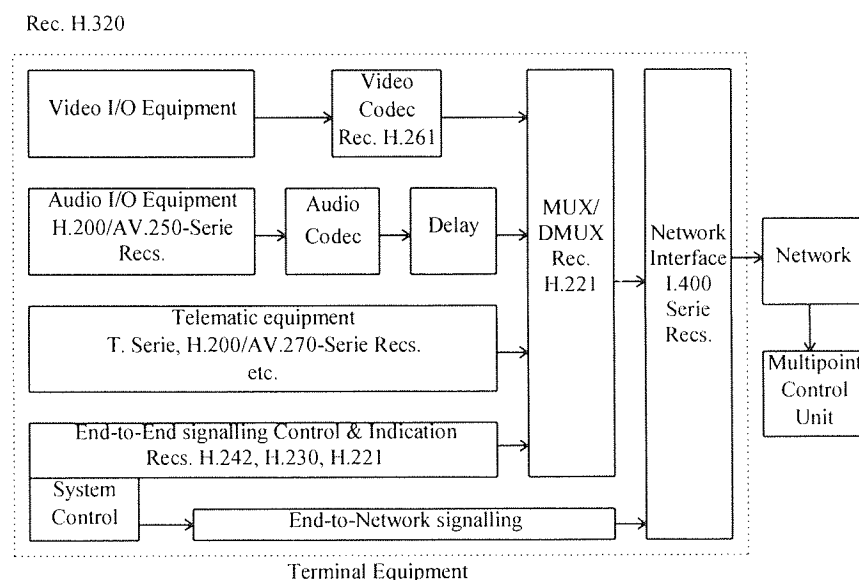 Rec. H.320
Video I/O Equipment
Video
Codec
Rec. H.261
Audio I/O Equipment
H.200/AV.250-Serie
Recs.
Audio
Codec
Delay
MUX/
DMUX
Rec.
H.221
Network
Interface
I.400
Serie
Recs.
Network
Telematic equipment
T. Serie, H.200/AV.270-Serie Recs.
etc.
Multipoint
Control
Unit
End-to-End signalling Control & Indication
Recs. H.242, H.230, H.221
System
Control
End-to-Network signalling
Terminal Equipment